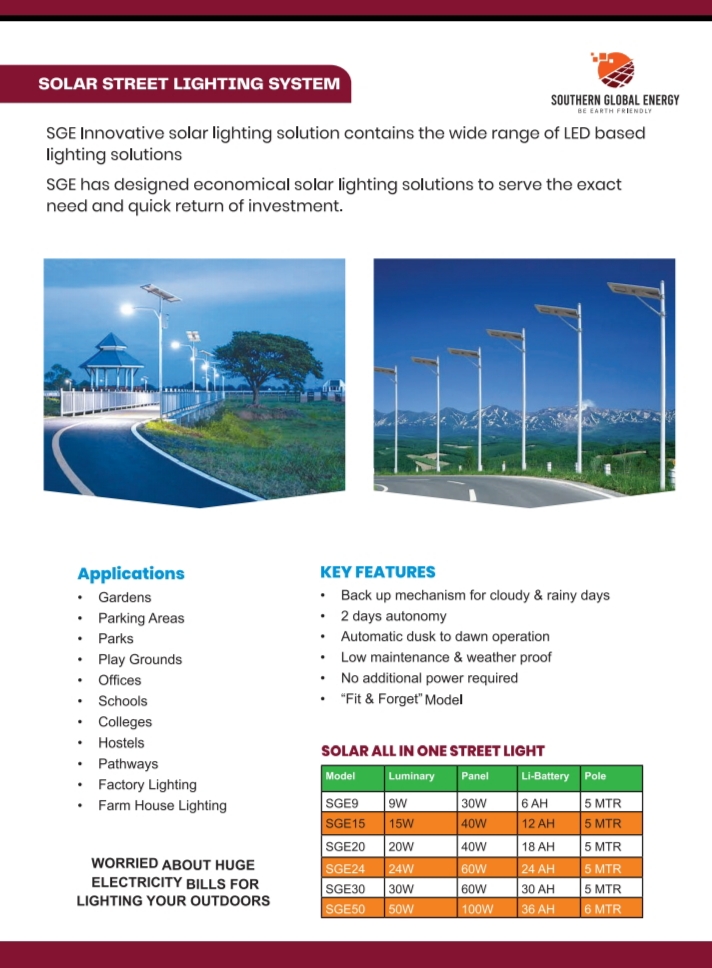 SOLAR STREET LIGHTING SYSTEM
SOUTHERN GLOBAL ENERGY
BE EARTH FRIENDLY
SGE Innovative solar lighting solution contains the wide range of LED based
lighting solutions
SGE has designed economical solar lighting solutions to serve the exact
need and quick return of investment.
Applications
• Gardens
• Parking Areas
• Parks
• Play Grounds
• Offices
• Schools
• Colleges
• Hostels
• Pathways
• Factory Lighting
• Farm House Lighting
WORRIED ABOUT HUGE
ELECTRICITY BILLS FOR
LIGHTING YOUR OUTDOORS
KEY FEATURES
• Back up mechanism for cloudy & rainy days
• 2 days autonomy
• Automatic dusk to dawn operation
• Low maintenance & weather proof
• No additional power required
• “Fit & Forget” Model
SOLAR ALL IN ONE STREET LIGHT
Model Luminary Panel Li-Battery Pole
SGE9 9W 30W 6 AH 5 MTR
SGE15 15W 40W 12 AH 5 MTR
SGE20 20W 40W 18 AH 5 MTR
SGE24 24W 60W 24 AH 5 MTR
SGE30 30W 60W 30 AH 5 MTR
SGE50 50W 100W 36 AH 6 MTR